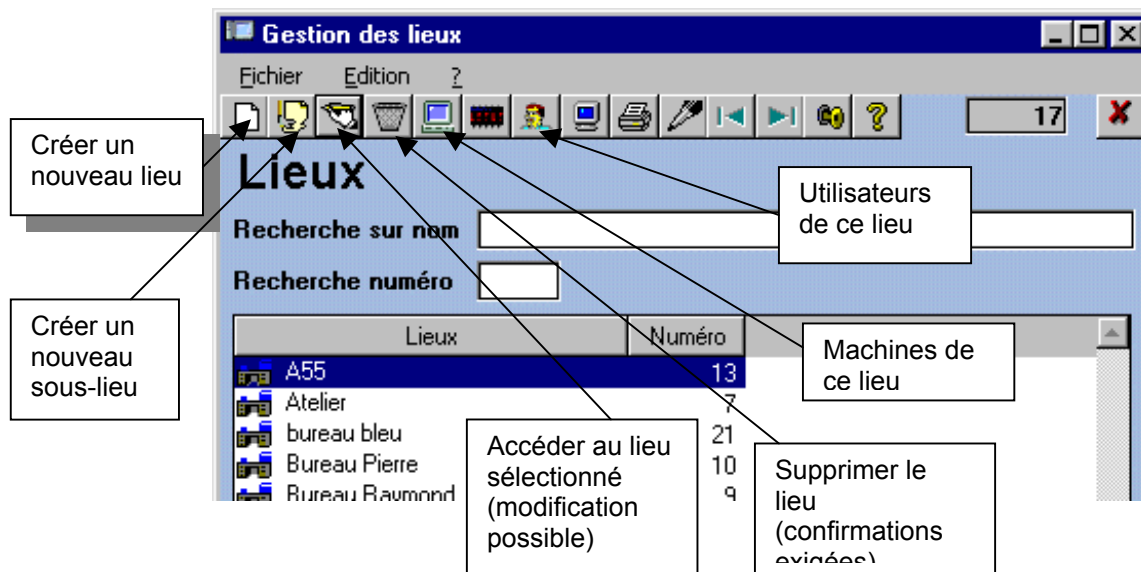 Gestion des lieux
Fichier Edition ?
17
Créer un
nouveau lieu
Lieux
Utilisateurs
de ce lieu
Recherche sur nom
Recherche numéro
Créer un
nouveau
sous-lieu
Lieux Numéro
Machines de
ce lieu
A55 13
Atelier 7
bureau bleu 21
Bureau Pierre 10
Bureau Raymond 9
Accéder au lieu
sélectionné
(modification
possible)
Supprimer le
lieu
(confirmations
exigées)